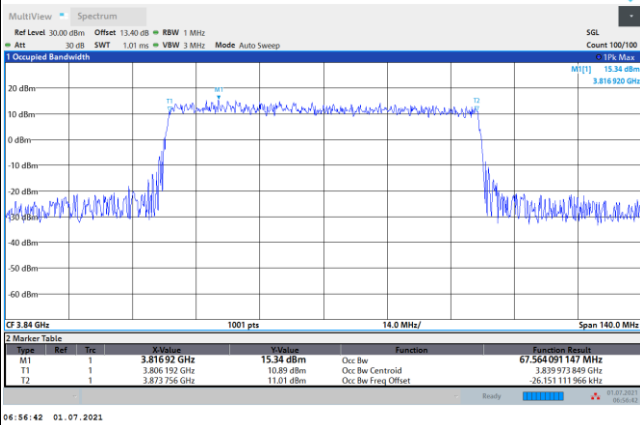 MultiView Spectrum
Ref Level 30.00 dBm Offset 13.40 dB RBW 1 MHz SGL
Att 30 dB SWT 1.01 ms VBW 3 MHz Mode Auto Sweep Count 100/100
1 Occupied Bandwidth 1Pk Max
M1[1] 15.34 dBm
3.816 920 GHz
20 dBm
M1
T1
T2
10 dBm
0 dBm
-10 dBm
-20 dBm
-30 dBm
-40 dBm
-50 dBm
-60 dBm
CF 3.84 GHz 1001 pts 14.0 MHz/ Span 140.0 MHz
2 Marker Table
Type Ref Trc X-Value Y-Value Function Function Result
M1 1 3.816 92 GHz 15.34 dBm Occ Bw 67.564 091 147 MHz
T1 1 3.806 192 GHz 10.89 dBm Occ Bw Centroid 3.839 973 849 GHz
T2 1 3.873 756 GHz 11.01 dBm Occ Bw Freq Offset -26.151 111 966 kHz
Ready 01.07.2021
06:56:42
06:56:42 01.07.2021